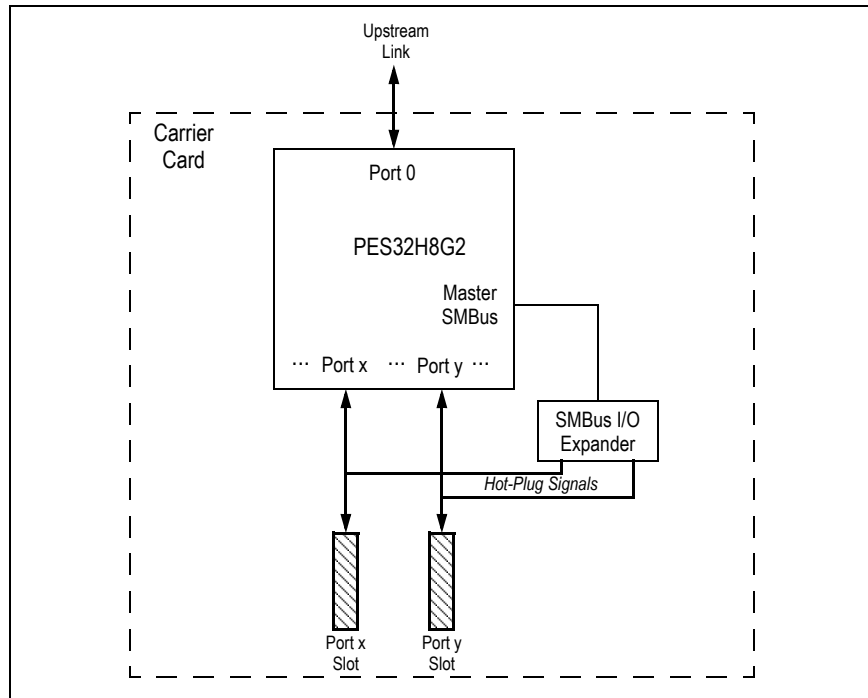 Upstream
Link
Carrier
Card
Port 0
PES32H8G2
Master
SMBus
··· Port x ··· Port y ···
SMBus I/O
Expander
Hot-Plug Signals
Port x
Slot
Port y
Slot